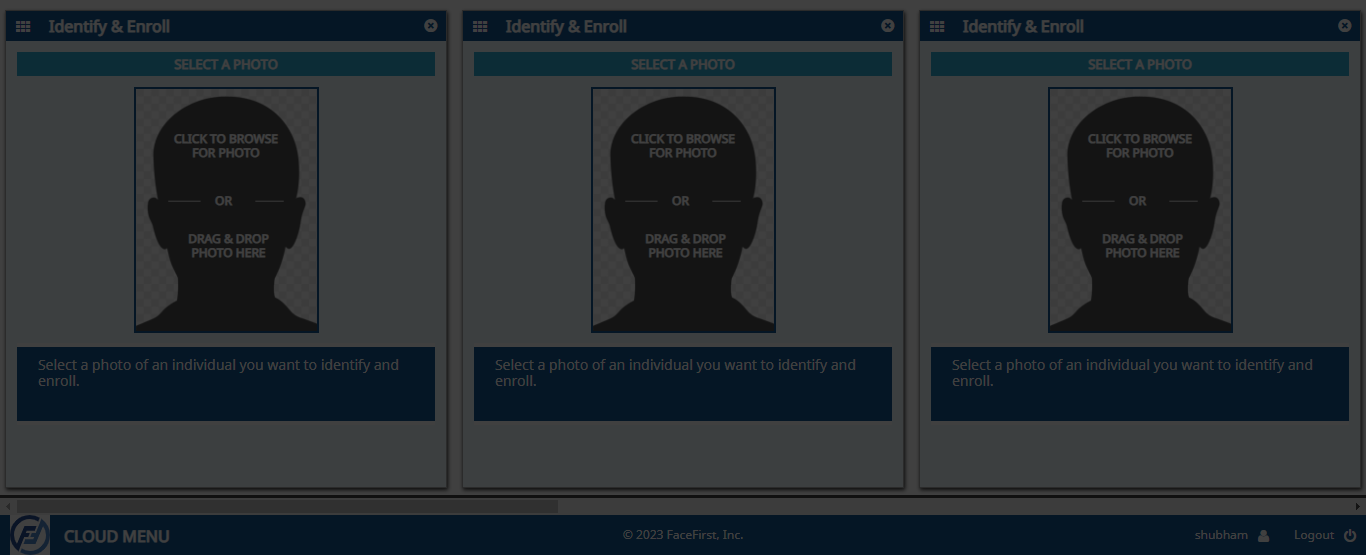 Identify & Enroll
SELECT A PHOTO
CLICK TO BROWSE
FOR PHOTO
OR
DRAG & DROP
PHOTO HERE
Select a photo of an individual you want to identify and
enroll.
Identify & Enroll
SELECT A PHOTO
CLICK TO BROWSE
FOR PHOTO
OR
DRAG & DROP
PHOTO HERE
Select a photo of an individual you want to identify and
enroll.
Identify & Enroll
SELECT A PHOTO
CLICK TO BROWSE
FOR PHOTO
OR
DRAG & DROP
PHOTO HERE
Select a photo of an individual you want to identify and
enroll.
CLOUD MENU
© 2023 FaceFirst, Inc.
shubham
Logout